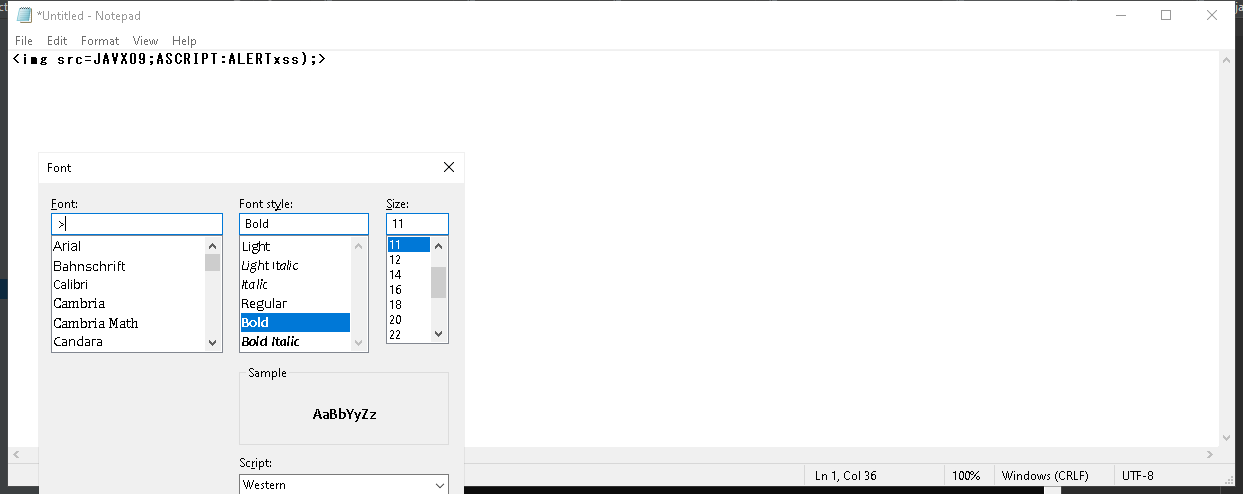 *Untitled - Notepad
File Edit Format View Help
<img src=JAVX09;ASCRIPT:ALERTxss);>
Font
Font: Font style: Size:
> Bold 11
Arial Light 11
Bahnschrift Light Italic 12
Calibri Italic 14
Cambria Regular 16
Cambria Math Bold 18
Candara Bold Italic 20
22
Sample
AaBbYyZz
Script:
Western
Ln 1, Col 36 100% Windows (CRLF) UTF-8